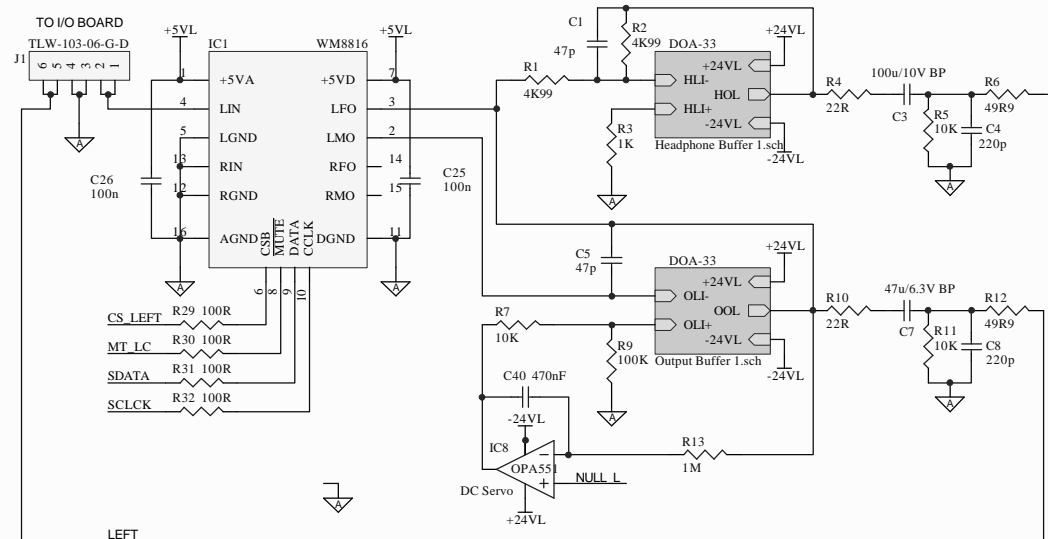 TO I/O BOARD
TLW-103-06-G-D
J1
6 5 4 3 2 1
+5VL
+5VL
IC1
WM8816
1 +5VA
+5VD 7
4 LIN
LFO 3
5 LGND
LMO 2
13 RIN
RFO 14
12 RGND
RMO 15
16 AGND
DGND 11
CSB
MUTE
DATA
CCLK
6
8
9
10
C26
100n
C25
100n
A
A
A
CS_LEFT
R29 100R
MT_LC
R30 100R
SDATA
R31 100R
SCLCK
R32 100R
A
LEFT
C1
47p
R2
4K99
R1
4K99
R3
1K
A
DOA-33
+24VL
+24VL
HLI-
HOL
HLI+
-24VL
-24VL
Headphone Buffer 1.sch
R4
22R
100u/10V BP
C3
R6
49R9
R5
10K
C4
220p
A
C5
47p
DOA-33
+24VL
+24VL
OLI-
OOL
OLI+
-24VL
-24VL
Output Buffer 1.sch
R7
10K
R9
100K
A
R10
22R
47u/6.3V BP
C7
R12
49R9
R11
10K
C8
220p
A
C40 470nF
-24VL
IC8
OPA551
−
+
DC Servo
+24VL
NULL_L
R13
1M